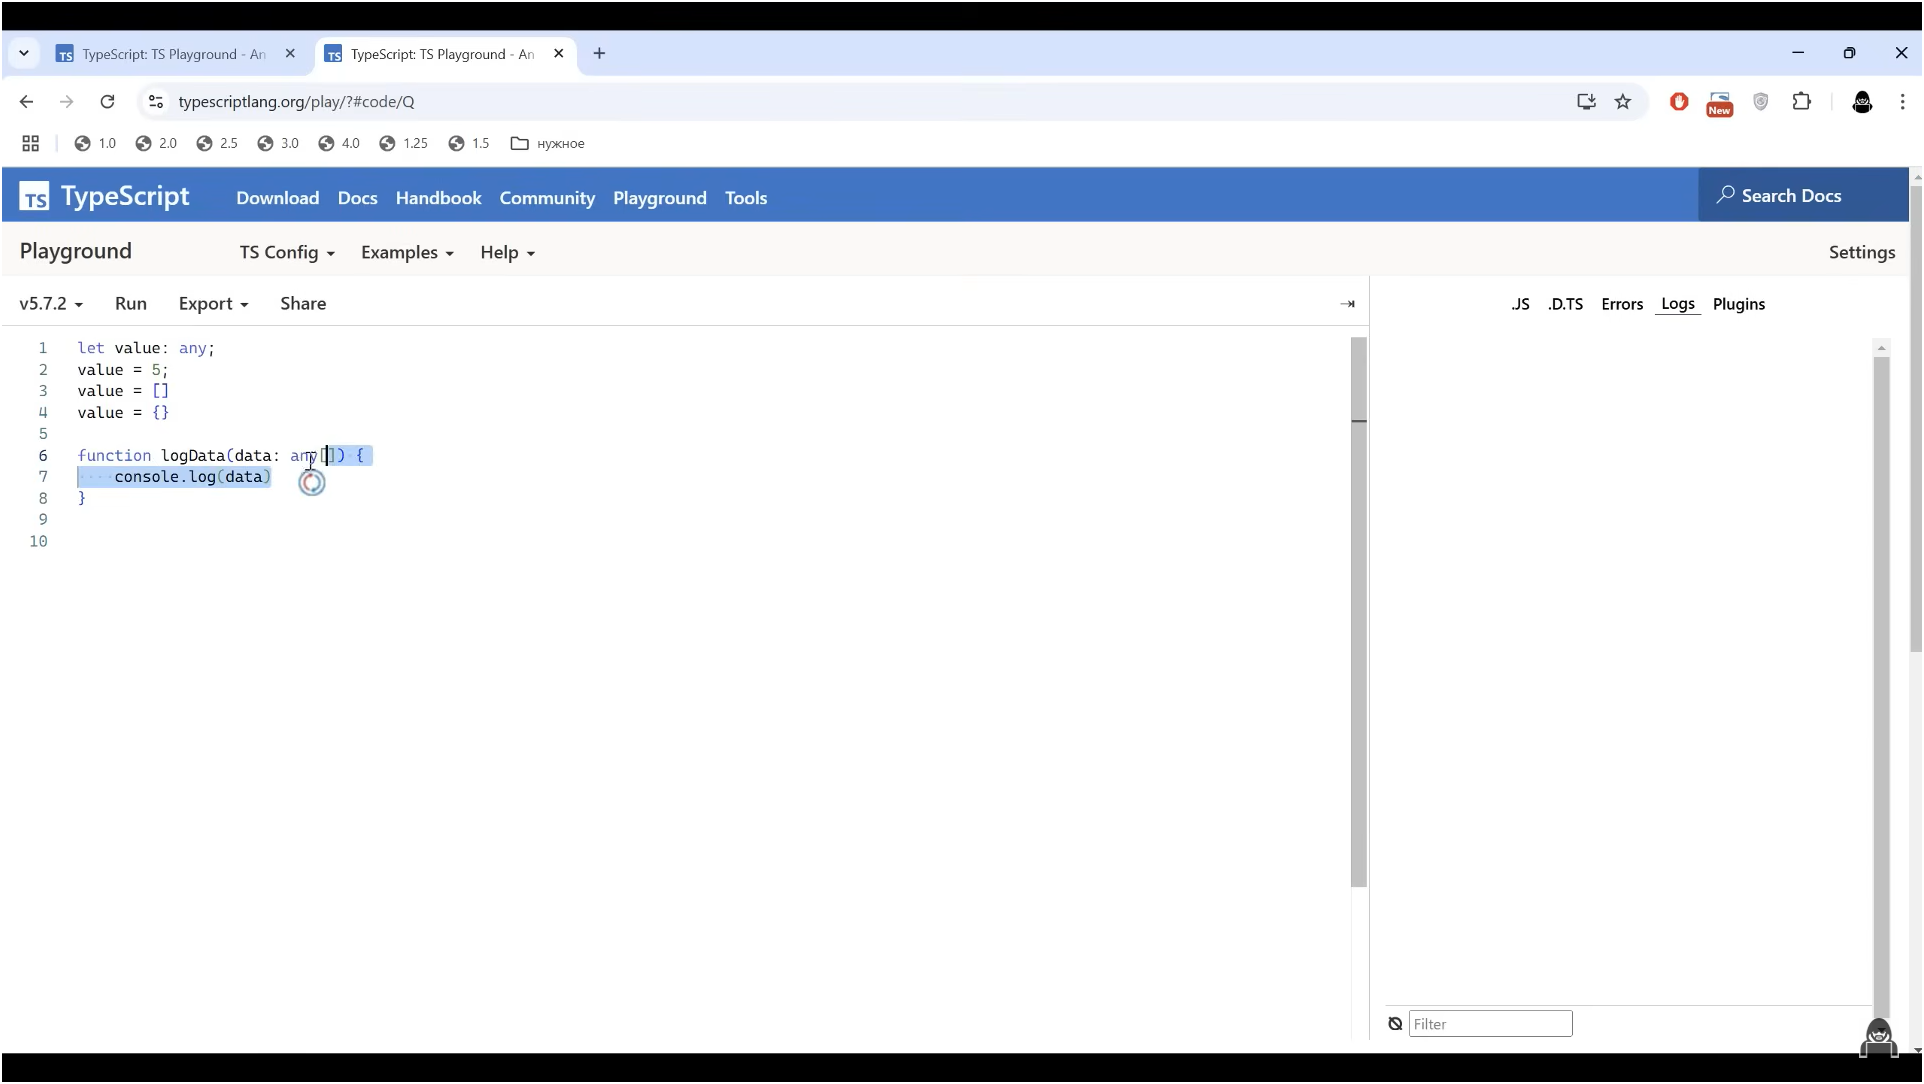 TS TypeScript: TS Playground - An
TS TypeScript: TS Playground - An
typescriptlang.org/play/?#code/Q
New
1.0 2.0 2.5 3.0 4.0 1.25 1.5 нужное
TS TypeScript Download Docs Handbook Community Playground Tools Search Docs
Playground TS Config Examples Help Settings
v5.7.2 Run Export Share .JS .D.TS Errors Logs Plugins
1 let value: any;
2 value = 5;
3 value = []
4 value = {}
5
6 function logData(data: any[]) {
7 console.log(data)
8 }
9
10
Filter